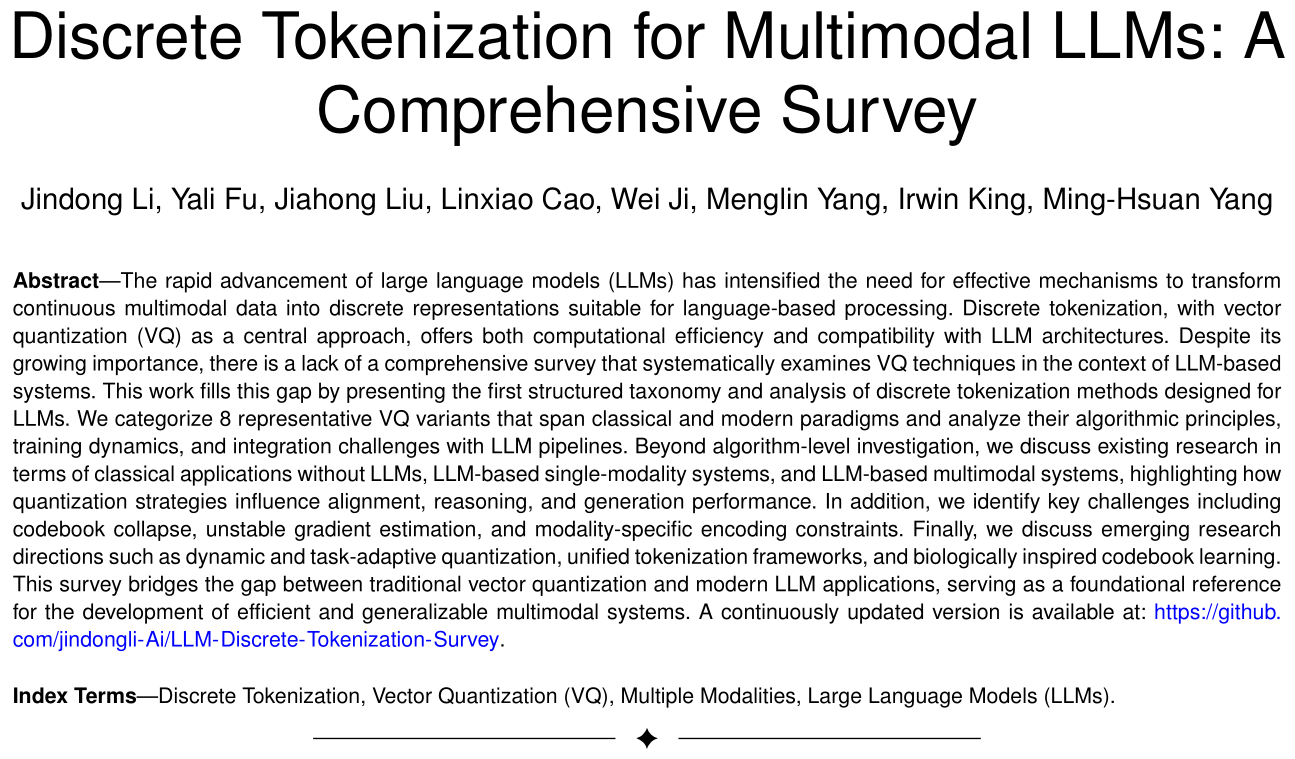 Discrete Tokenization for Multimodal LLMs: A
Comprehensive Survey
Jindong Li, Yali Fu, Jiahong Liu, Linxiao Cao, Wei Ji, Menglin Yang, Irwin King, Ming-Hsuan Yang
Abstract—The rapid advancement of large language models (LLMs) has intensified the need for effective mechanisms to transform
continuous multimodal data into discrete representations suitable for language-based processing. Discrete tokenization, with vector
quantization (VQ) as a central approach, offers both computational efficiency and compatibility with LLM architectures. Despite its
growing importance, there is a lack of a comprehensive survey that systematically examines VQ techniques in the context of LLM-based
systems. This work fills this gap by presenting the first structured taxonomy and analysis of discrete tokenization methods designed for
LLMs. We categorize 8 representative VQ variants that span classical and modern paradigms and analyze their algorithmic principles,
training dynamics, and integration challenges with LLM pipelines. Beyond algorithm-level investigation, we discuss existing research in
terms of classical applications without LLMs, LLM-based single-modality systems, and LLM-based multimodal systems, highlighting how
quantization strategies influence alignment, reasoning, and generation performance. In addition, we identify key challenges including
codebook collapse, unstable gradient estimation, and modality-specific encoding constraints. Finally, we discuss emerging research
directions such as dynamic and task-adaptive quantization, unified tokenization frameworks, and biologically inspired codebook learning.
This survey bridges the gap between traditional vector quantization and modern LLM applications, serving as a foundational reference
for the development of efficient and generalizable multimodal systems. A continuously updated version is available at: https://github.
com/jindongli-Ai/LLM-Discrete-Tokenization-Survey.
Index Terms—Discrete Tokenization, Vector Quantization (VQ), Multiple Modalities, Large Language Models (LLMs).